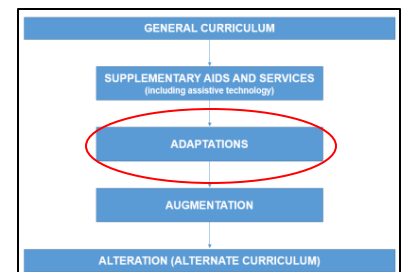 GENERAL CURRICULUM
SUPPLEMENTARY AIDS AND SERVICES
(including assistive technology)
ADAPTATIONS
AUGMENTATION
ALTERATION (ALTERNATE CURRICULUM)